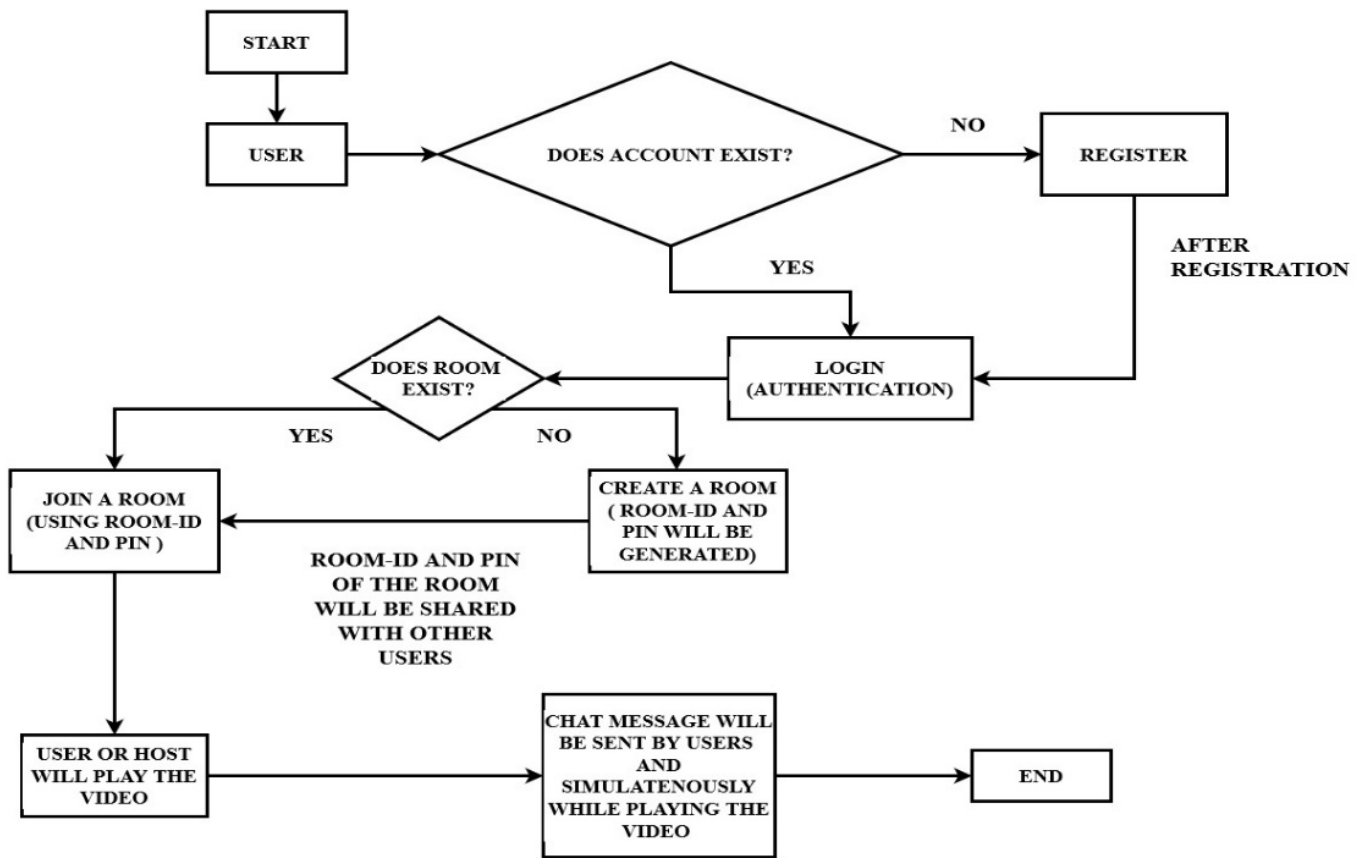 START
USER
DOES ACCOUNT EXIST?
NO
REGISTER
YES
AFTER
REGISTRATION
LOGIN
(AUTHENTICATION)
DOES ROOM
EXIST?
YES
NO
JOIN A ROOM
(USING ROOM-ID
AND PIN )
CREATE A ROOM
( ROOM-ID AND
PIN WILL BE
GENERATED)
ROOM-ID AND PIN
OF THE ROOM
WILL BE SHARED
WITH OTHER
USERS
USER OR HOST
WILL PLAY THE
VIDEO
CHAT MESSAGE WILL
BE SENT BY USERS
AND
SIMULATENOUSLY
WHILE PLAYING THE
VIDEO
END